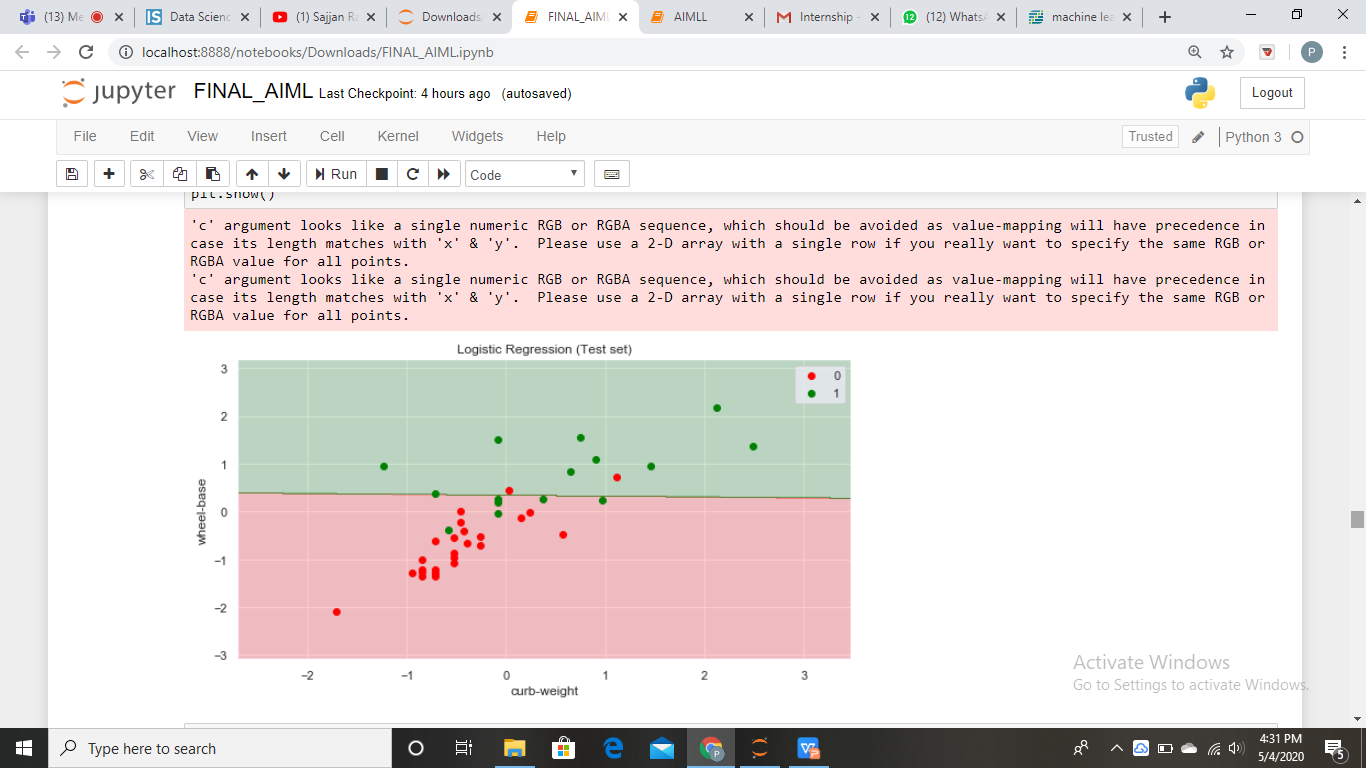 (13) Me
Data Scienc
(1) Sajjan Ra
Downloads
FINAL_AIML
AIMLL
Internship -
(12) WhatsA
machine lea
localhost:8888/notebooks/Downloads/FINAL_AIML.ipynb
P
jupyter FINAL_AIML Last Checkpoint: 4 hours ago (autosaved)
Logout
File Edit View Insert Cell Kernel Widgets Help
Trusted
Python 3
Run
Code
plt.show()
'c' argument looks like a single numeric RGB or RGBA sequence, which should be avoided as value-mapping will have precedence in
case its length matches with 'x' & 'y'.  Please use a 2-D array with a single row if you really want to specify the same RGB or
RGBA value for all points.
'c' argument looks like a single numeric RGB or RGBA sequence, which should be avoided as value-mapping will have precedence in
case its length matches with 'x' & 'y'.  Please use a 2-D array with a single row if you really want to specify the same RGB or
RGBA value for all points.
Logistic Regression (Test set)
0
1
3
2
1
0
−1
−2
−3
wheel-base
−2 −1 0 1 2 3
curb-weight
Activate Windows
Go to Settings to activate Windows.
Type here to search
4:31 PM
5/4/2020
5